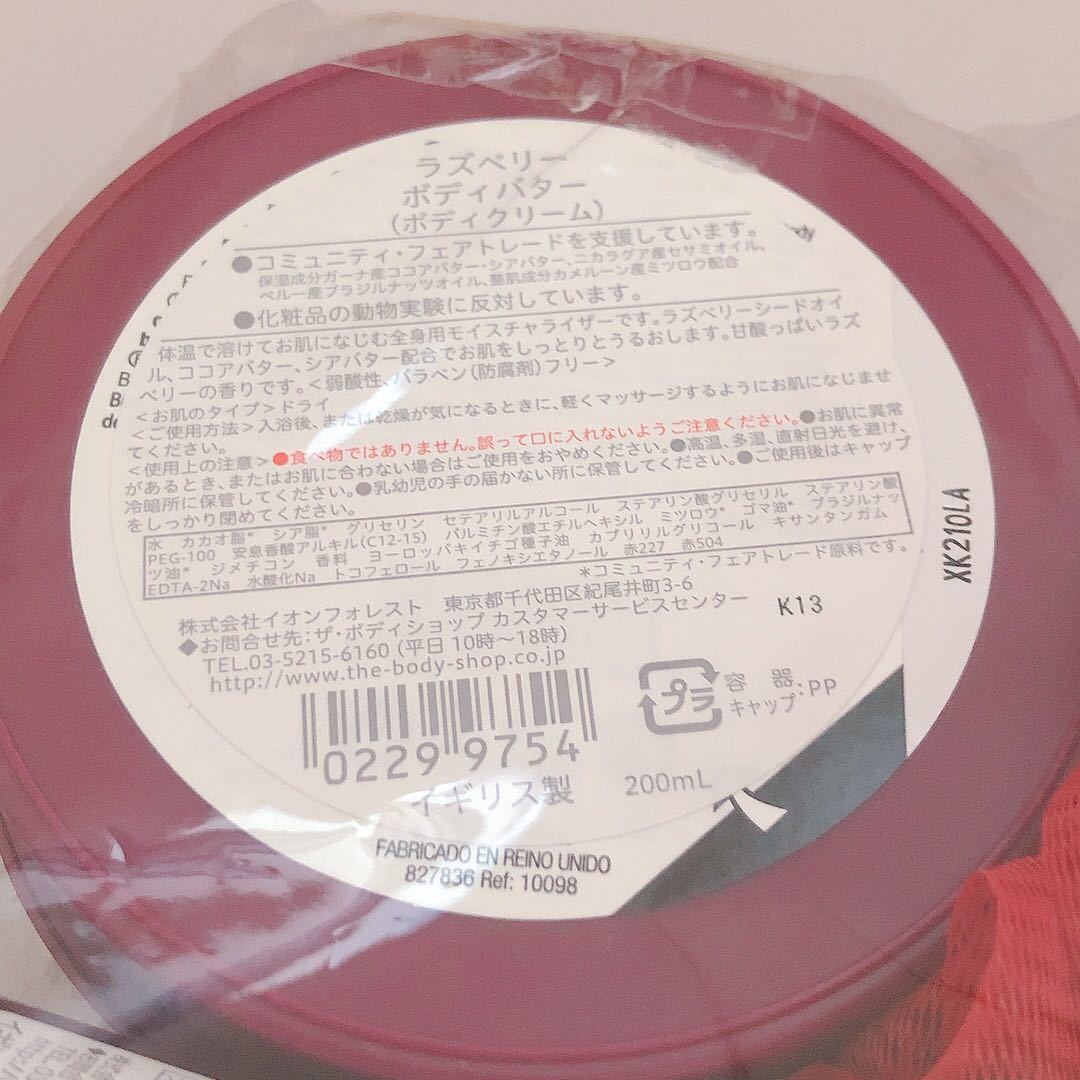 ラズベリー
ボディバター
(ボディクリーム)
●コミュニティ・フェアトレードを支援しています。
保湿成分ガーナ産ココアバター・シアバター、ニカラグア産セサミオイル、
ペルー産ブラジルナッツオイル、整肌成分カメルーン産ミツロウ配合
●化粧品の動物実験に反対しています。
体温で溶けてお肌になじむ全身用モイスチャライザーです。ラズベリーシードオイ
ル、ココアバター、シアバター配合でお肌をしっとりとうるおします。甘酸っぱいラズ
ベリーの香りです。<弱酸性、パラベン(防腐剤)フリー>
<お肌のタイプ>ドライ
<ご使用方法>入浴後、または乾燥が気になるときに、軽くマッサージするようにお肌になじませ
てください。
<使用上の注意>●食べ物ではありません。誤って口に入れないようご注意ください。●お肌に異常
があるとき、またはお肌に合わない場合はご使用をおやめください。●高温、多湿、直射日光を避け、
冷暗所に保管してください。●乳幼児の手の届かない所に保管してください。●ご使用後はキャップ
をしっかり閉めてください。
水 カカオ脂* シア脂* グリセリン セテアリルアルコール ステアリン酸グリセリル ステアリン酸
PEG-100 安息香酸アルキル(C12-15) パルミチン酸エチルヘキシル ミツロウ* ゴマ油* ブラジルナッ
ツ油* ジメチコン 香料 ヨーロッパキイチゴ種子油 カプリリルグリコール キサンタンガム
EDTA-2Na 水酸化Na トコフェロール フェノキシエタノール 赤227 赤504
*コミュニティ・フェアトレード原料です。
株式会社イオンフォレスト 東京都千代田区紀尾井町3-6
◆お問合せ先:ザ・ボディショップ カスタマーサービスセンター
TEL.03-5215-6160 (平日 10時～18時)
http://www.the-body-shop.co.jp
K13
プラ
容 器
キャップ:PP
0229 9754
イギリス製
200mL
FABRICADO EN REINO UNIDO
827836 Ref: 10098
XK210LA